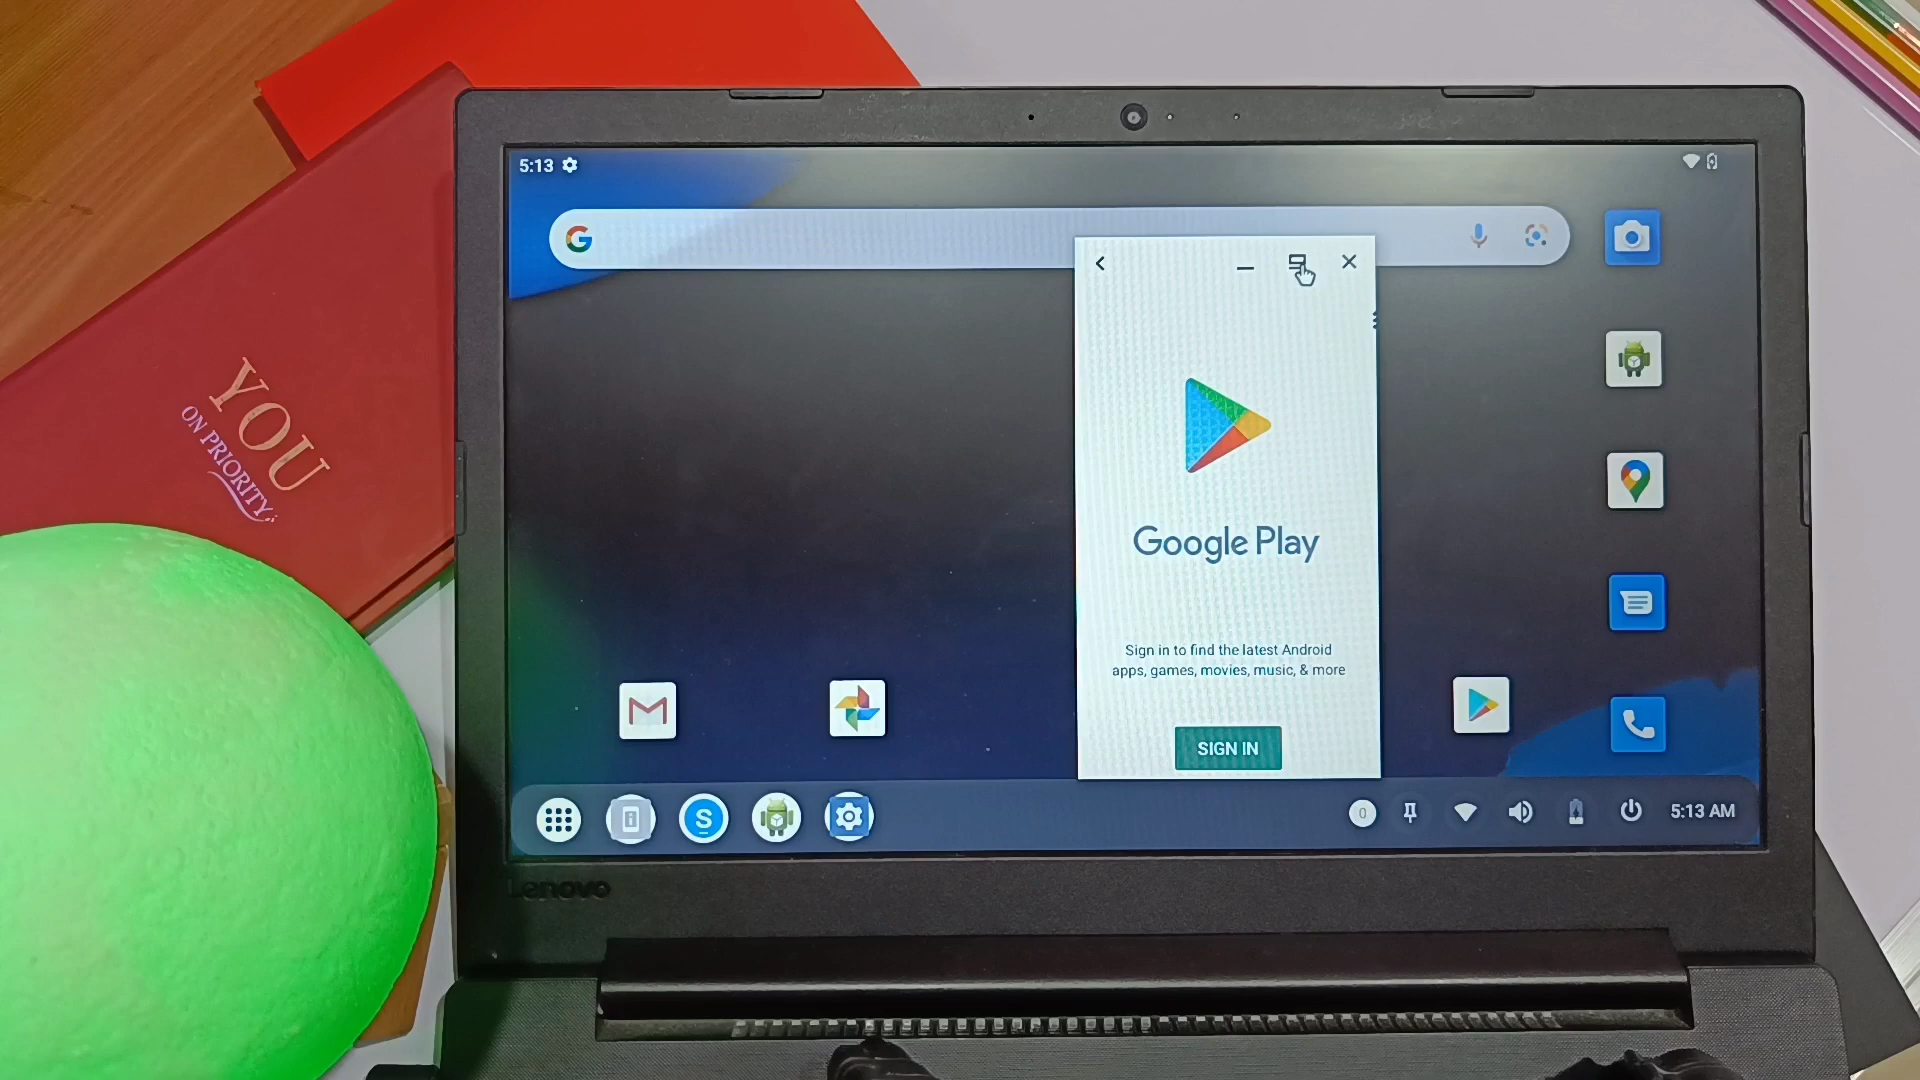 YOU
ON PRIORITY.
5:13
Google Play
Sign in to find the latest Android
apps, games, movies, music, & more
SIGN IN
0
5:13 AM
Lenovo